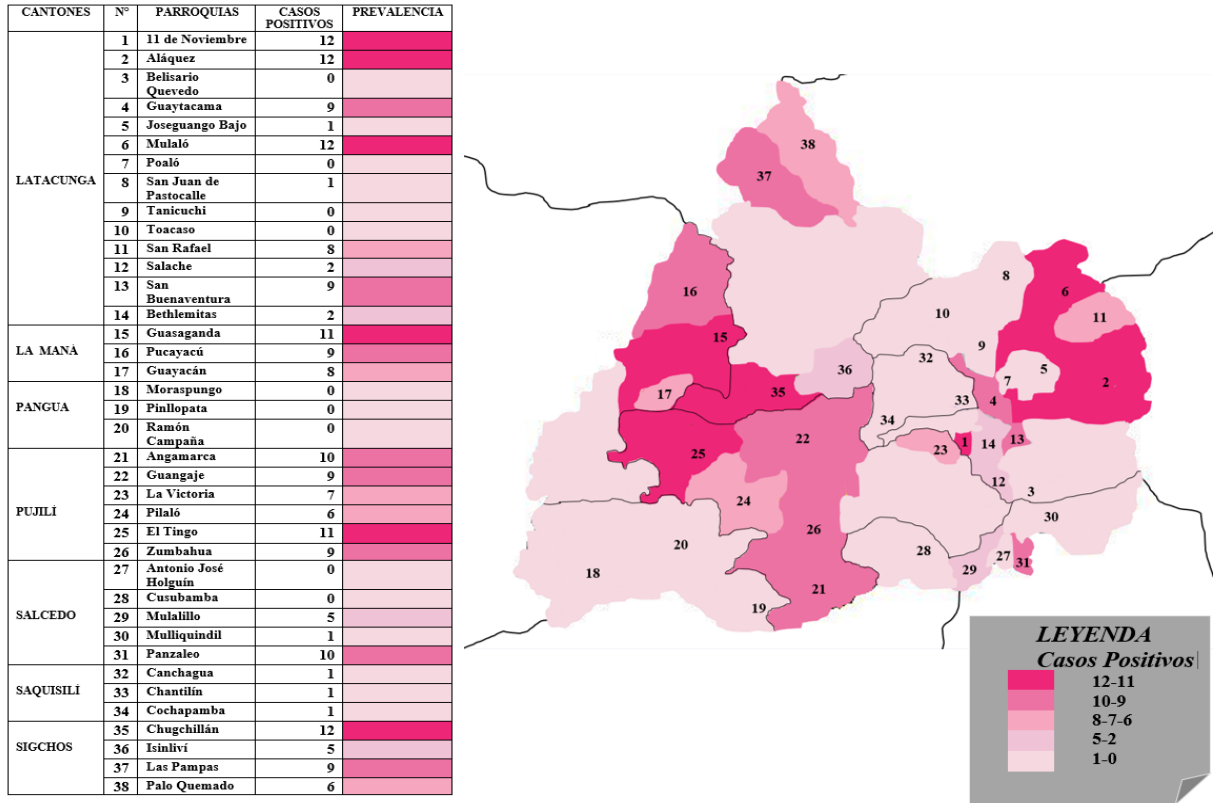 CANTONES N° PARROQUIAS CASOS POSITIVOS PREVALENCIA
LATACUNGA
1 11 de Noviembre 12
2 Aláquez 12
3 Belisario Quevedo 0
4 Guaytacama 9
5 Joseguango Bajo 1
6 Mulaló 12
7 Poaló 0
8 San Juan de Pastocalle 1
9 Tanicuchi 0
10 Toacaso 0
11 San Rafael 8
12 Salache 2
13 San Buenaventura 9
14 Bethlemitas 2
LA MANÀ
15 Guasaganda 11
16 Pucayacú 9
17 Guayacán 8
PANGUA
18 Moraspungo 0
19 Pinllopata 0
20 Ramón Campaña 0
PUJILÍ
21 Angamarca 10
22 Guangaje 9
23 La Victoria 7
24 Pilaló 6
25 El Tingo 11
26 Zumbahua 9
SALCEDO
27 Antonio José Holguín 0
28 Cusubamba 0
29 Mulalillo 5
30 Mulliquindil 1
31 Panzaleo 10
SAQUISILÍ
32 Canchagua 1
33 Chantilín 1
34 Cochapamba 1
SIGCHOS
35 Chugchillán 12
36 Isinliví 5
37 Las Pampas 9
38 Palo Quemado 6
38
37
8
16
6
10
11
15
9
32
36
7
5
2
17
35
33
4
34
22
1
14
13
25
23
24
12
3
30
26
20
28
27
31
18
29
21
19
LEYENDA
Casos Positivos
12-11
10-9
8-7-6
5-2
1-0